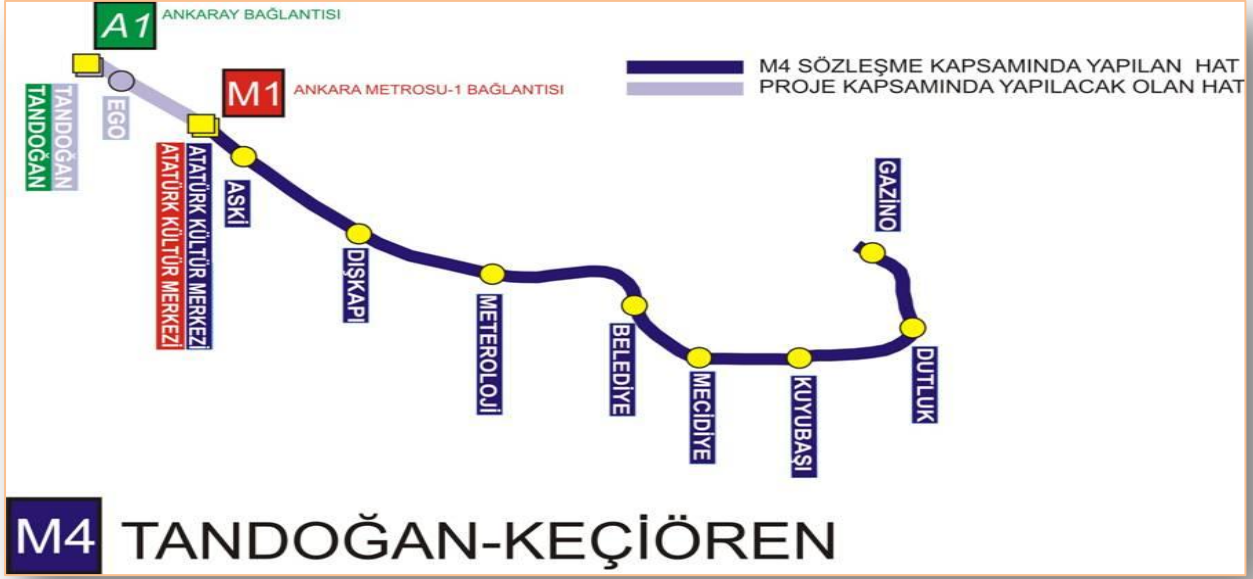 A1 ANKARAY BAĞLANTISI
M1 ANKARA METROSU-1 BAĞLANTISI
M4 SÖZLEŞME KAPSAMINDA YAPILAN HAT
PROJE KAPSAMINDA YAPILACAK OLAN HAT
TANDOĞAN
TANDOĞAN
EGO
ATATÜRK KÜLTÜR MERKEZİ
ATATÜRK KÜLTÜR MERKEZİ
ASKİ
DIŞKAPI
METEROLOJİ
BELEDİYE
MECİDİYE
KUYUBAŞI
DUTLUK
GAZİNO
M4 TANDOĞAN-KEÇİÖREN